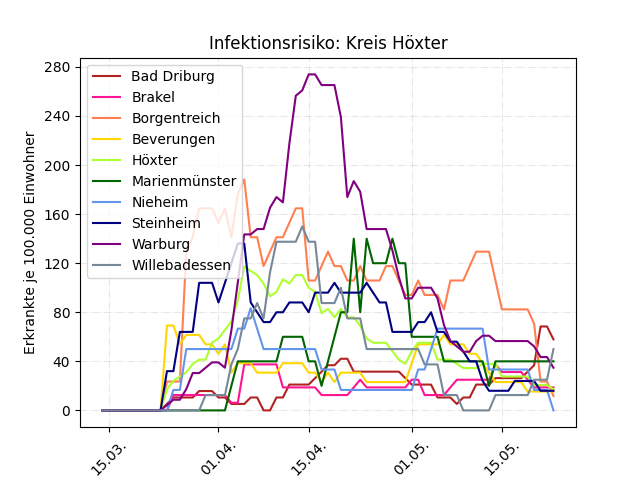 Infektionsrisiko: Kreis Höxter
Erkrankte je 100.000 Einwohner
280
240
200
160
120
80
40
0
Bad Driburg
Brakel
Borgentreich
Beverungen
Höxter
Marienmünster
Nieheim
Steinheim
Warburg
Willebadessen
15.03.
01.04.
15.04.
01.05.
15.05.